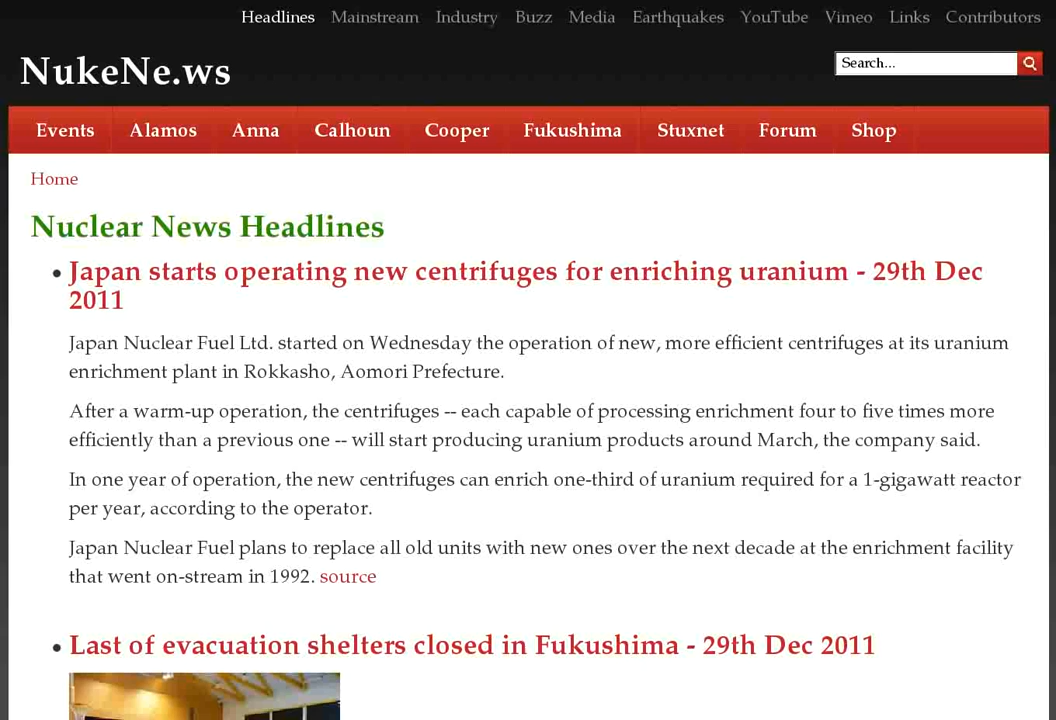 Headlines Mainstream Industry Buzz Media Earthquakes YouTube Vimeo Links Contributors
NukeNe.ws
Search...
Events Alamos Anna Calhoun Cooper Fukushima Stuxnet Forum Shop
Home
Nuclear News Headlines
• Japan starts operating new centrifuges for enriching uranium - 29th Dec
2011
Japan Nuclear Fuel Ltd. started on Wednesday the operation of new, more efficient centrifuges at its uranium
enrichment plant in Rokkasho, Aomori Prefecture.
After a warm-up operation, the centrifuges -- each capable of processing enrichment four to five times more
efficiently than a previous one -- will start producing uranium products around March, the company said.
In one year of operation, the new centrifuges can enrich one-third of uranium required for a 1-gigawatt reactor
per year, according to the operator.
Japan Nuclear Fuel plans to replace all old units with new ones over the next decade at the enrichment facility
that went on-stream in 1992. source
• Last of evacuation shelters closed in Fukushima - 29th Dec 2011